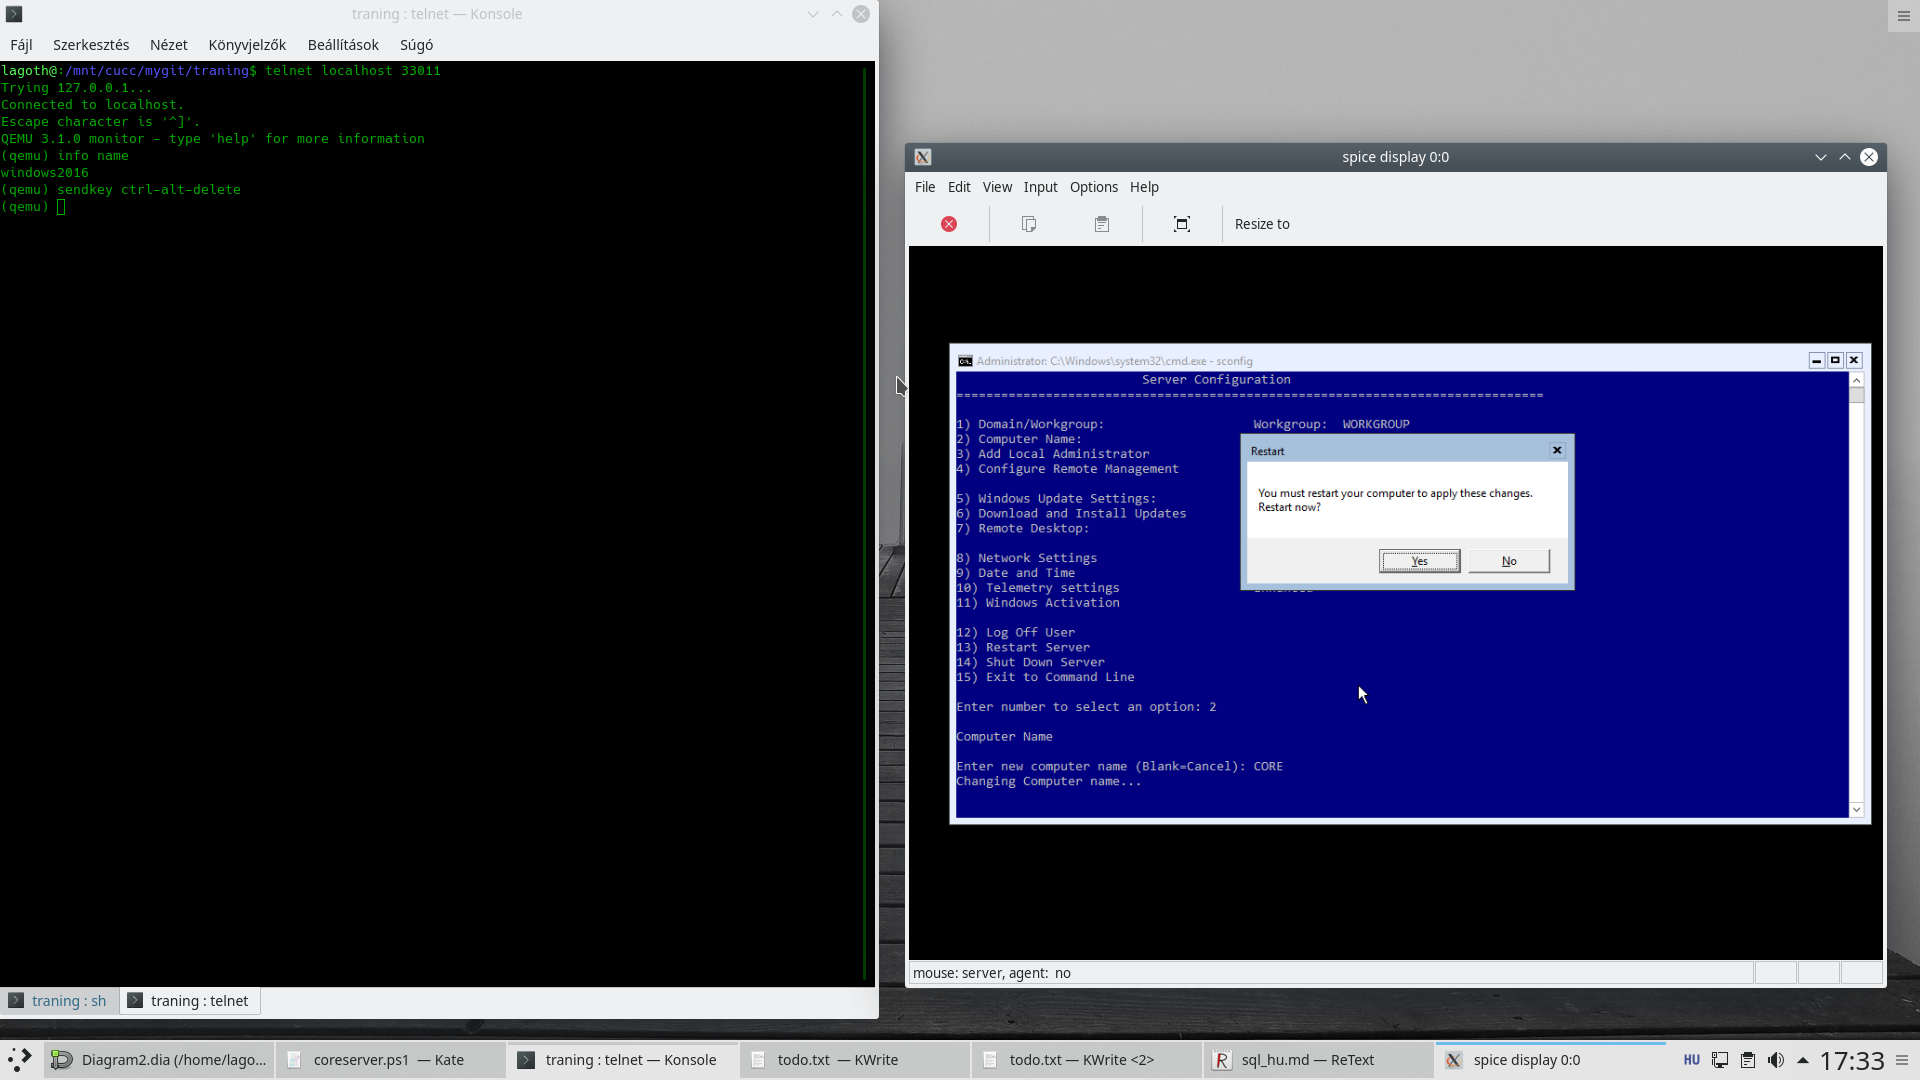 traning : telnet — Konsole
Fájl Szerkesztés Nézet Könyvjelzők Beállítások Súgó
lagoth@:/mnt/cucc/mygit/traning$ telnet localhost 33011
Trying 127.0.0.1...
Connected to localhost.
Escape character is '^]'.
QEMU 3.1.0 monitor - type 'help' for more information
(qemu) info name
windows2016
(qemu) sendkey ctrl-alt-delete
(qemu)
traning : sh traning : telnet
spice display 0:0
File Edit View Input Options Help
Resize to
Administrator: C:\Windows\system32\cmd.exe - sconfig
Server Configuration
===============================================================================
1) Domain/Workgroup: Workgroup: WORKGROUP
2) Computer Name:
3) Add Local Administrator
4) Configure Remote Management
5) Windows Update Settings:
6) Download and Install Updates
7) Remote Desktop:
8) Network Settings
9) Date and Time
10) Telemetry settings
11) Windows Activation
12) Log Off User
13) Restart Server
14) Shut Down Server
15) Exit to Command Line
Enter number to select an option: 2
Computer Name
Enter new computer name (Blank=Cancel): CORE
Changing Computer name...
Restart
You must restart your computer to apply these changes.
Restart now?
Yes No
mouse: server, agent: no
Diagram2.dia (/home/lago... coreserver.ps1 — Kate traning : telnet — Konsole todo.txt — KWrite todo.txt — KWrite <2> sql_hu.md — ReText spice display 0:0 HU 17:33